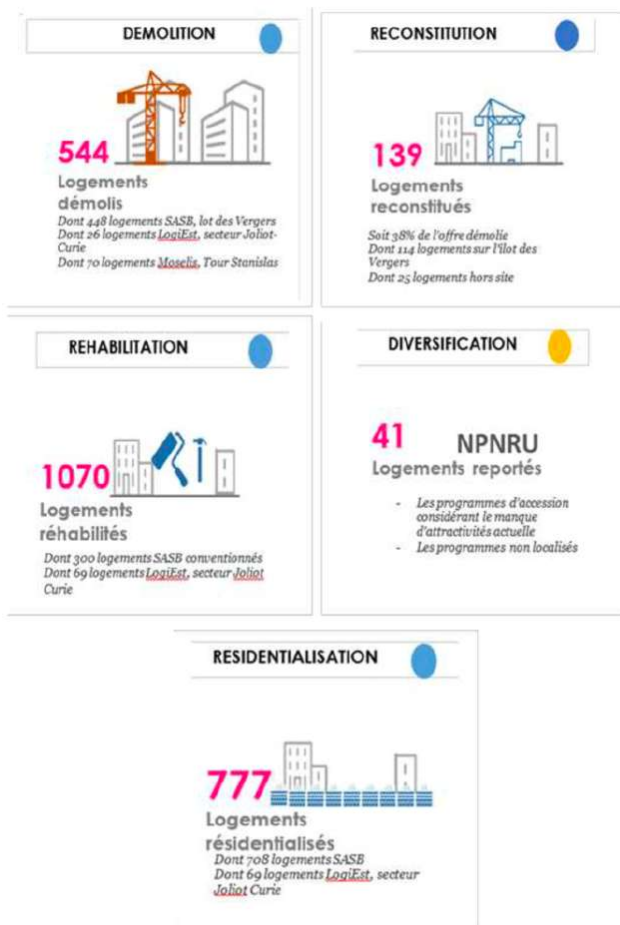 DEMOLITION
544
Logements
démolis
Dont 448 logements SASB, lot des Vergers
Dont 26 logements LogiEst, secteur Joliot-
Curie
Dont 70 logements Moselis, Tour Stanislas
RECONSTITUTION
139
Logements
reconstitués
Soit 38% de l'offre démolie
Dont 114 logements sur l'îlot des
Vergers
Dont 25 logements hors site
REHABILITATION
1070
Logements
réhabilités
Dont 300 logements SASB conventionnés
Dont 69 logements LogiEst, secteur Joliot
Curie
DIVERSIFICATION
41 NPNRU
Logements reportés
- Les programmes d'accession
considérant le manque
d'attractivités actuelle
- Les programmes non localisés
RESIDENTIALISATION
777
Logements
résidentialisés
Dont 708 logements SASB
Dont 69 logements LogiEst, secteur
Joliot Curie